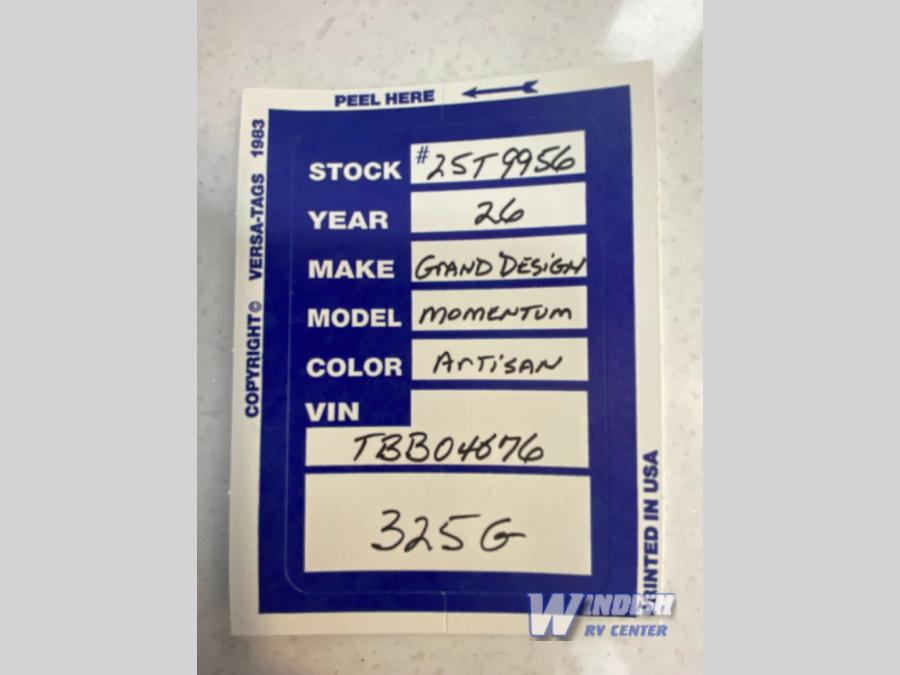 PEEL HERE
COPYRIGHT© VERSA-TAGS 1983
STOCK #25T9956
YEAR 26
MAKE GRAND DESIGN
MODEL MOMENTUM
COLOR ARTISAN
VIN
325G
PRINTED IN USA
WINDISH
RV CENTER